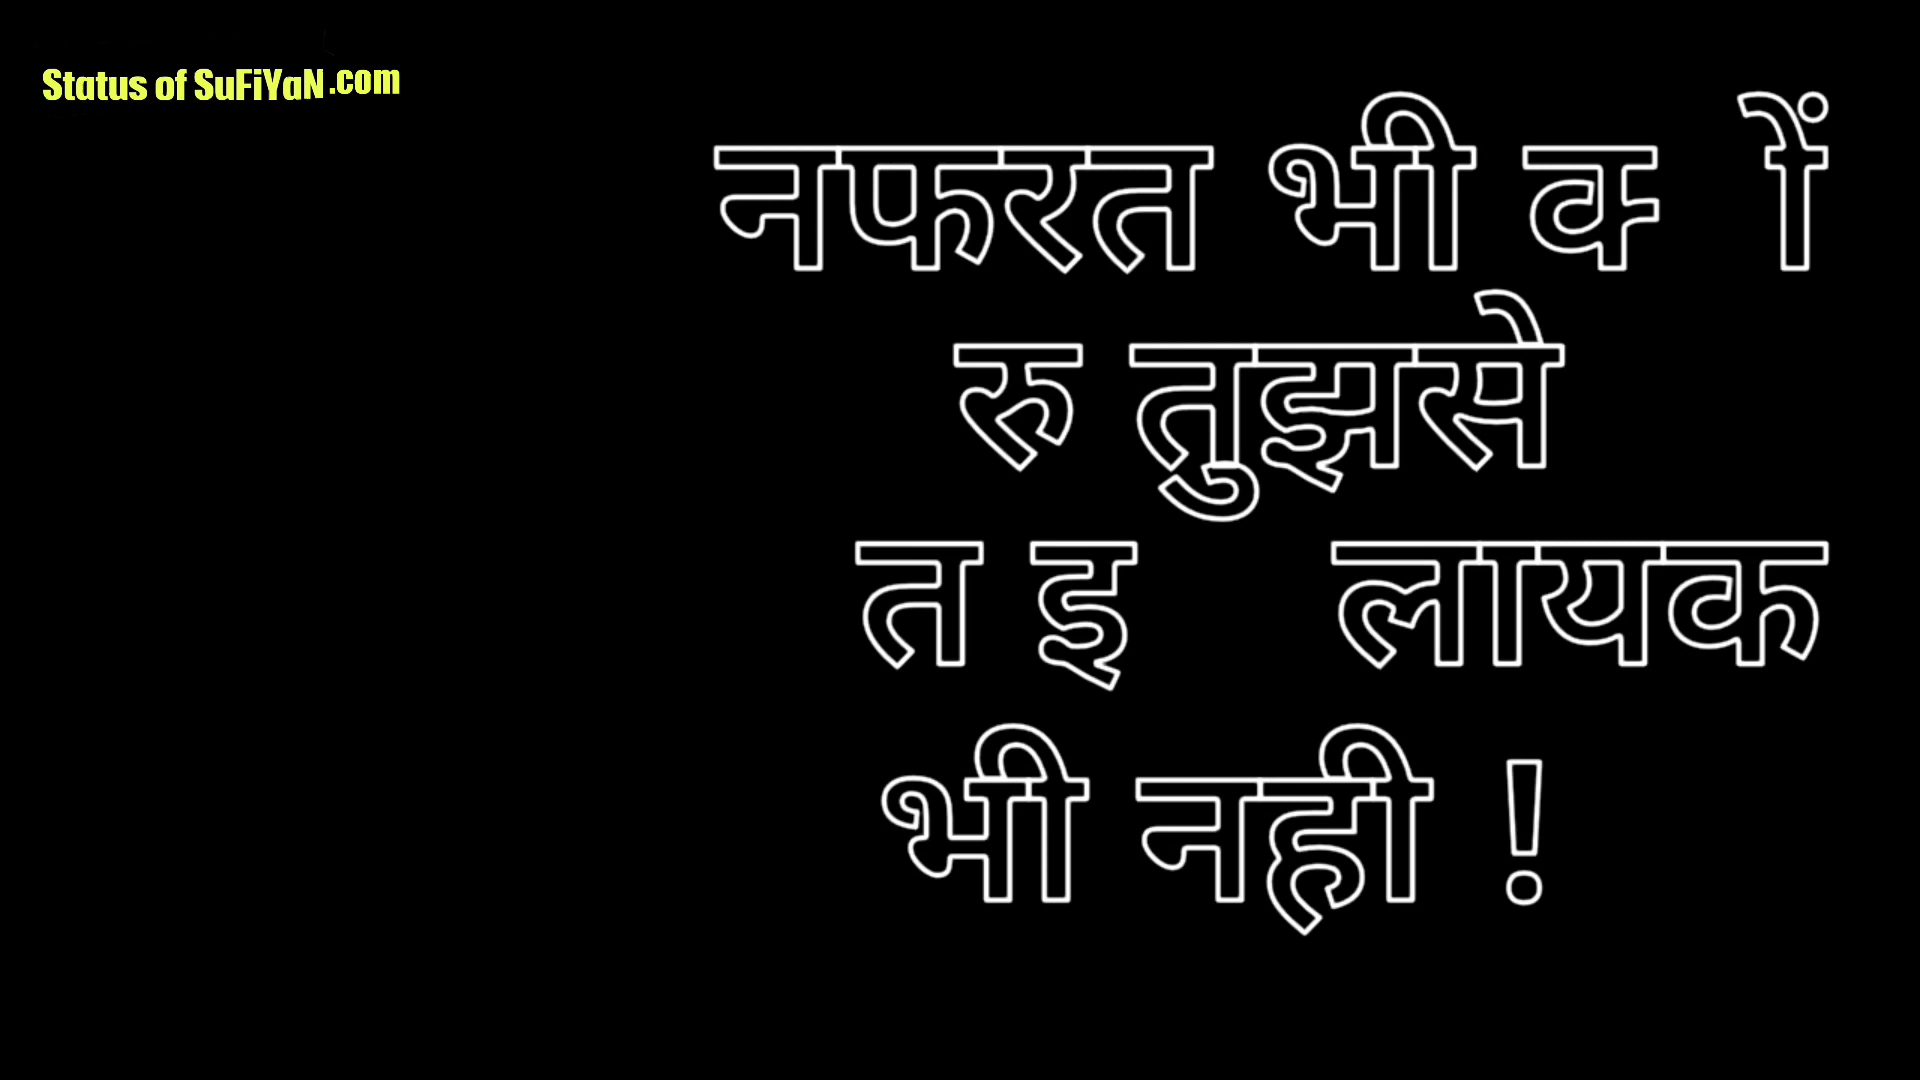 Status of SuFiYaN.com
नफरत भी क्  ों
रु तुझसे
त इ  लायक
भी नही !